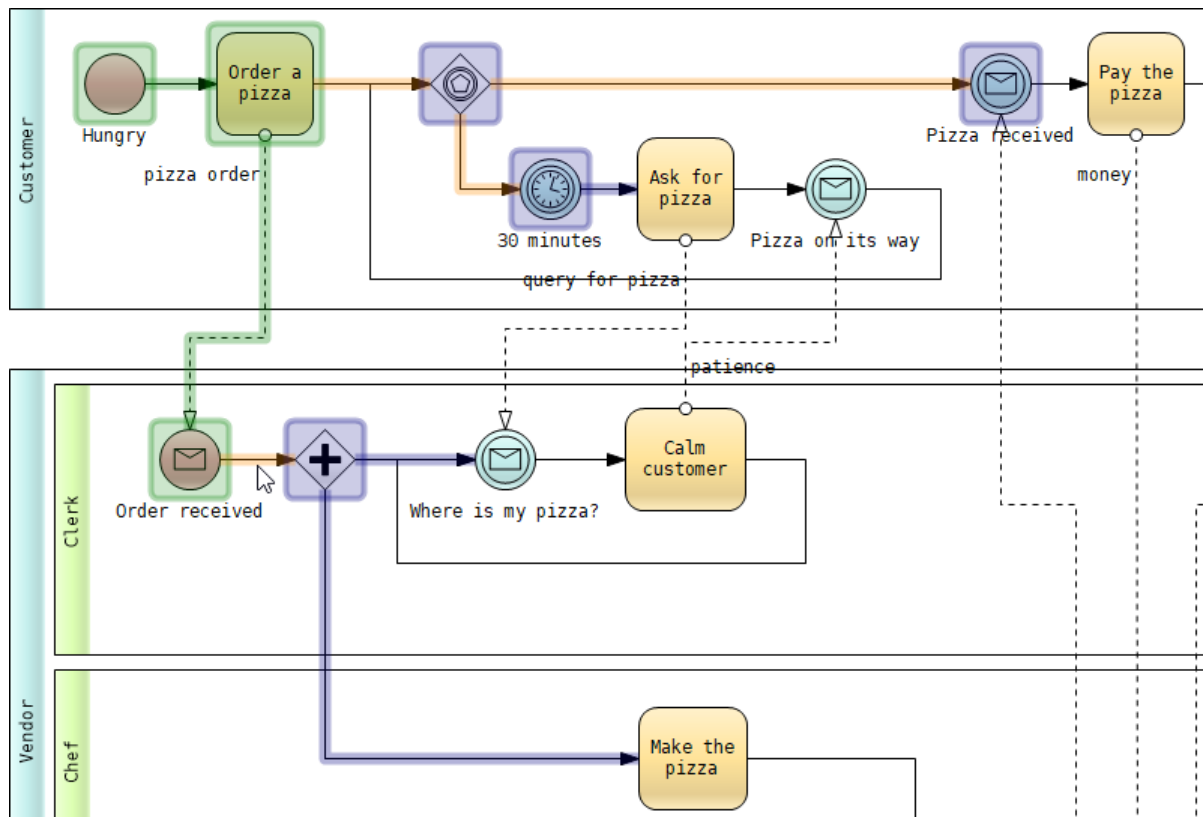 Customer
Hungry
Order a
pizza
pizza order
30 minutes
Ask for
pizza
query for pizza
Pizza on its way
Pizza received
Pay the
pizza
money
patience
Vendor
Clerk
Order received
Where is my pizza?
Calm
customer
Chef
Make the
pizza